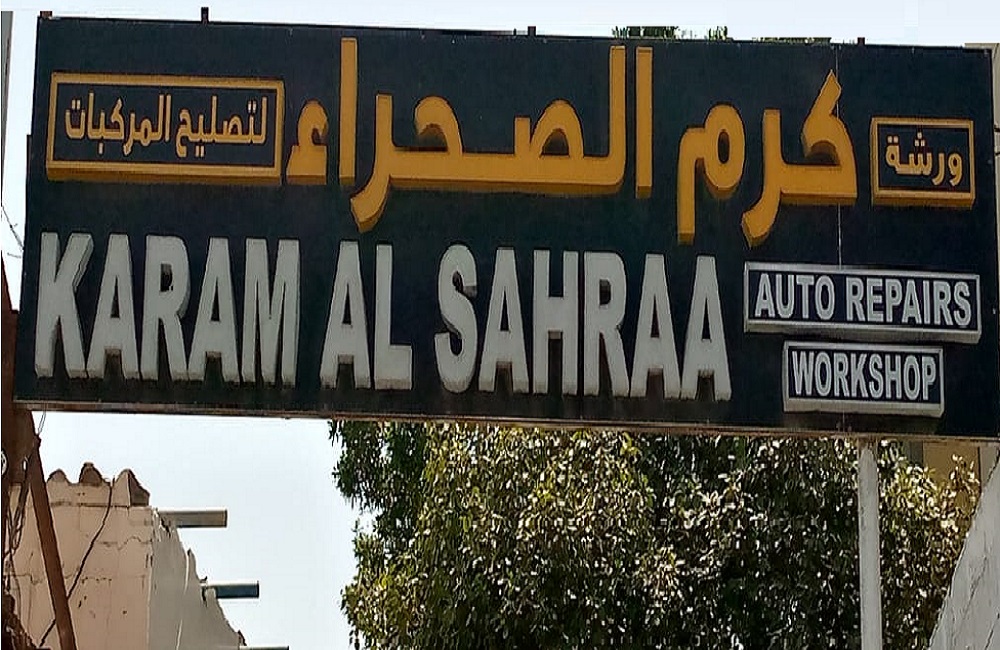 ورشة كرم الصحراء لتصليح المركبات
KARAM AL SAHRAA AUTO REPAIRS
WORKSHOP